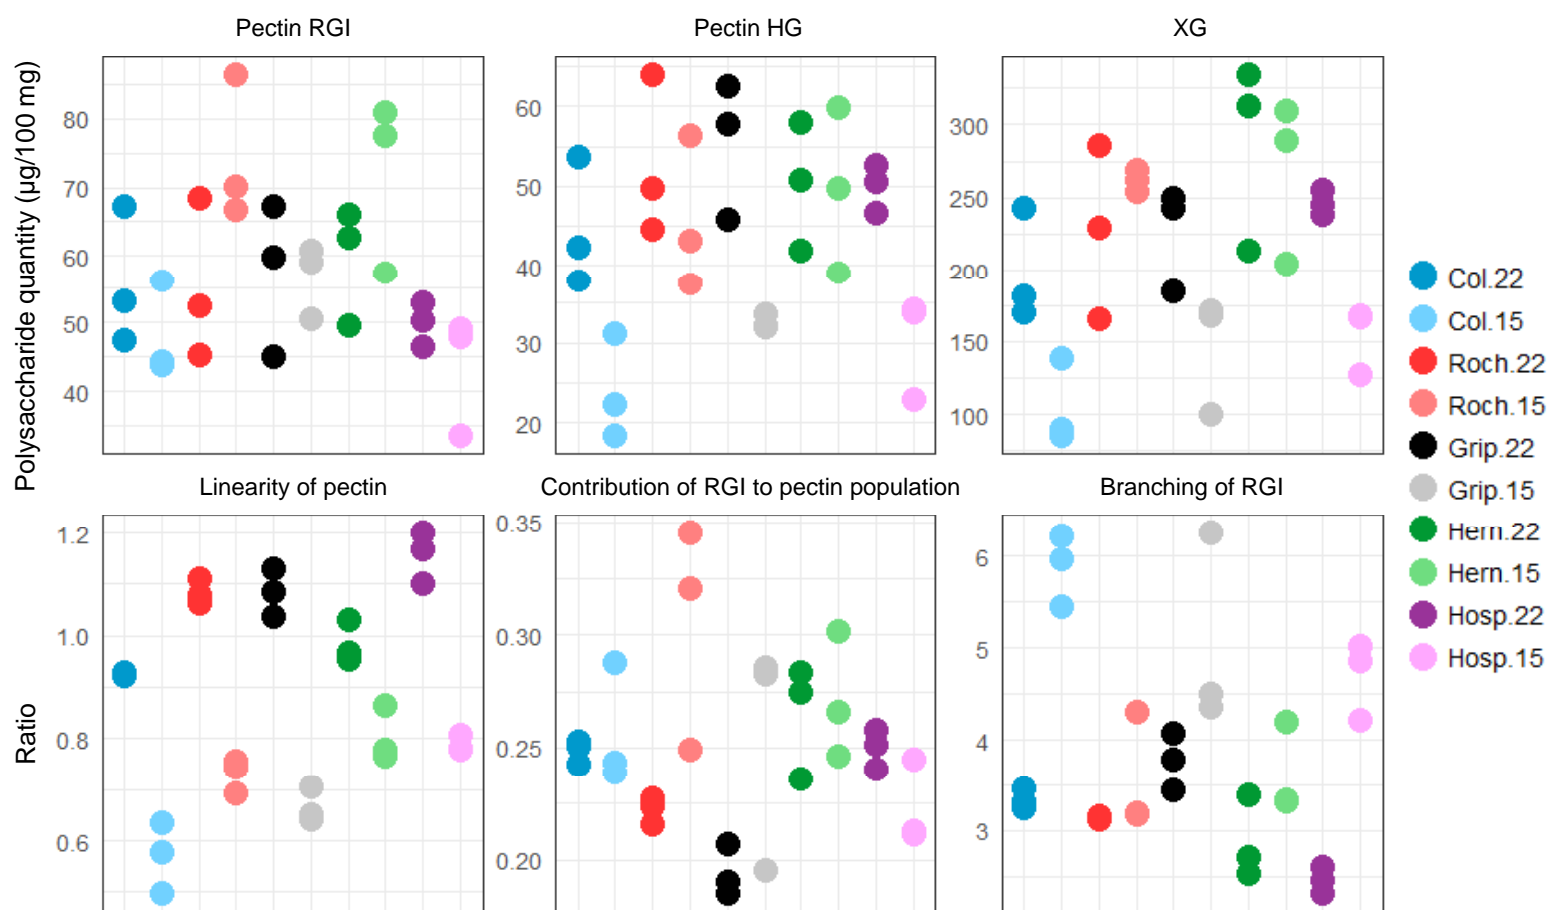 Pectin RGI
Pectin HG
XG
Polysaccharide quantity (µg/100 mg)
80
70
60
50
40
60
50
40
30
20
300
250
200
150
100
Linearity of pectin
Contribution of RGI to pectin population
Branching of RGI
Ratio
1.2
1.0
0.8
0.6
0.35
0.30
0.25
0.20
6
5
4
3
Col.22
Col.15
Roch.22
Roch.15
Grip.22
Grip.15
Hern.22
Hern.15
Hosp.22
Hosp.15